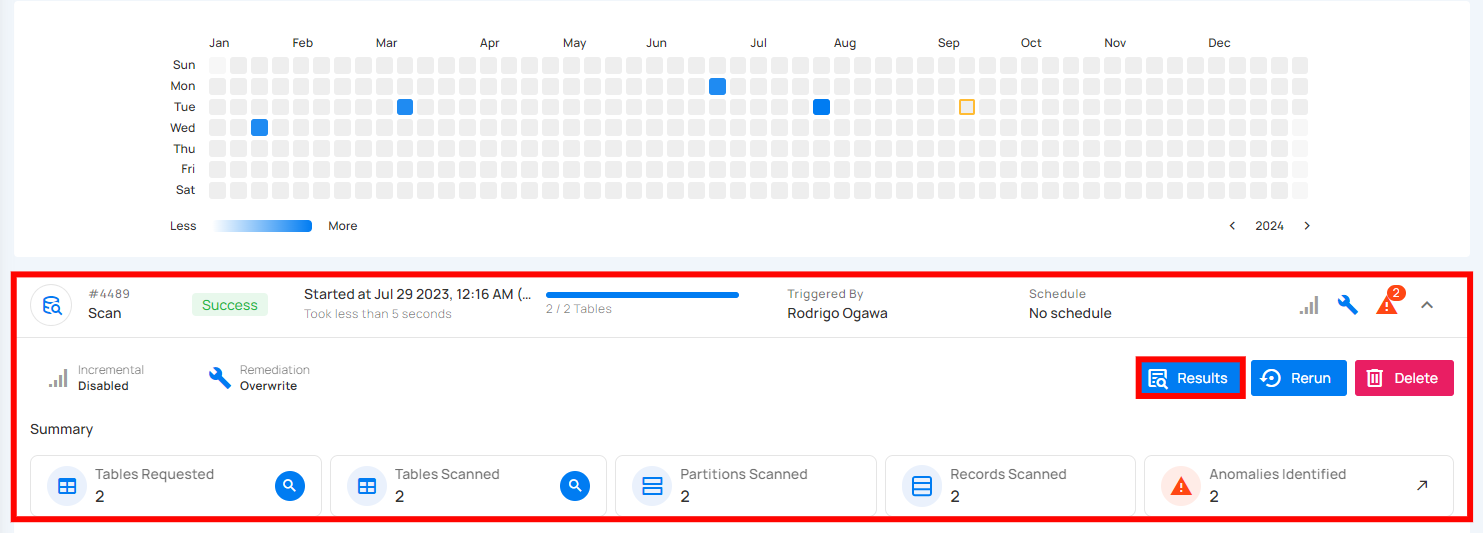 Jan Feb Mar Apr May Jun Jul Aug Sep Oct Nov Dec
Sun
Mon
Tue
Wed
Thu
Fri
Sat
Less More < 2024 >
#4489
Scan
Success
Started at Jul 29 2023, 12:16 AM (...
Took less than 5 seconds
2 / 2 Tables
Triggered By
Rodrigo Ogawa
Schedule
No schedule
2
Incremental
Disabled
Remediation
Overwrite
Results
Rerun
Delete
Summary
Tables Requested
2
Tables Scanned
2
Partitions Scanned
2
Records Scanned
2
Anomalies Identified
2